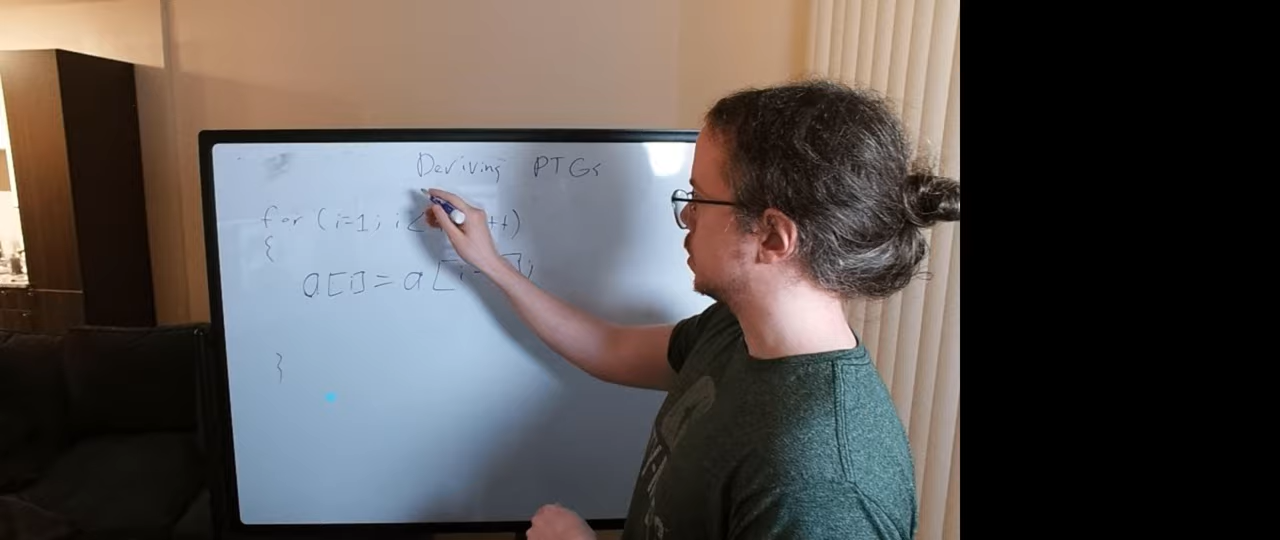 Deriving PTGs
for (i=1; i< ++)
{
a[i] = a[i- ];
}